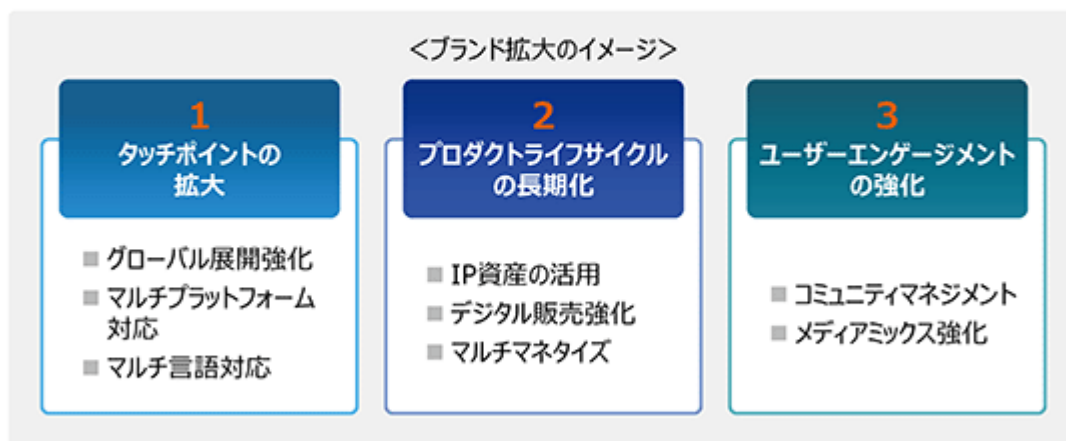 <ブランド拡大のイメージ>
1
タッチポイントの
拡大
■ グローバル展開強化
■ マルチプラットフォーム
対応
■ マルチ言語対応
2
プロダクトライフサイクル
の長期化
■ IP資産の活用
■ デジタル販売強化
■ マルチマネタイズ
3
ユーザーエンゲージメント
の強化
■ コミュニティマネジメント
■ メディアミックス強化